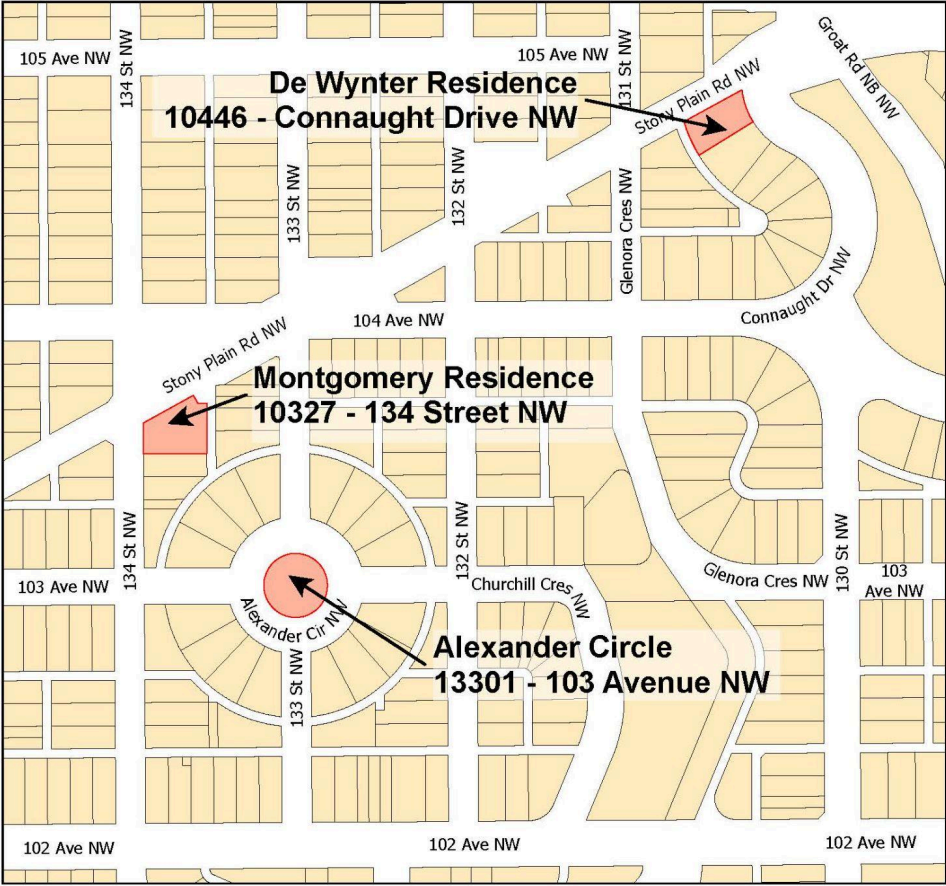 105 Ave NW
134 St NW
105 Ave NW
131 St NW
Stony Plain Rd NW
Groat Rd NB NW
De Wynter Residence
10446 - Connaught Drive NW
133 St NW
132 St NW
Glenora Cres NW
Connaught Dr NW
104 Ave NW
Stony Plain Rd NW
Montgomery Residence
10327 - 134 Street NW
134 St NW
132 St NW
130 St NW
103 Ave NW
Churchill Cres NW
Glenora Cres NW
103
Ave NW
Alexander Cir NW
Alexander Circle
13301 - 103 Avenue NW
133 St NW
102 Ave NW
102 Ave NW
102 Ave NW